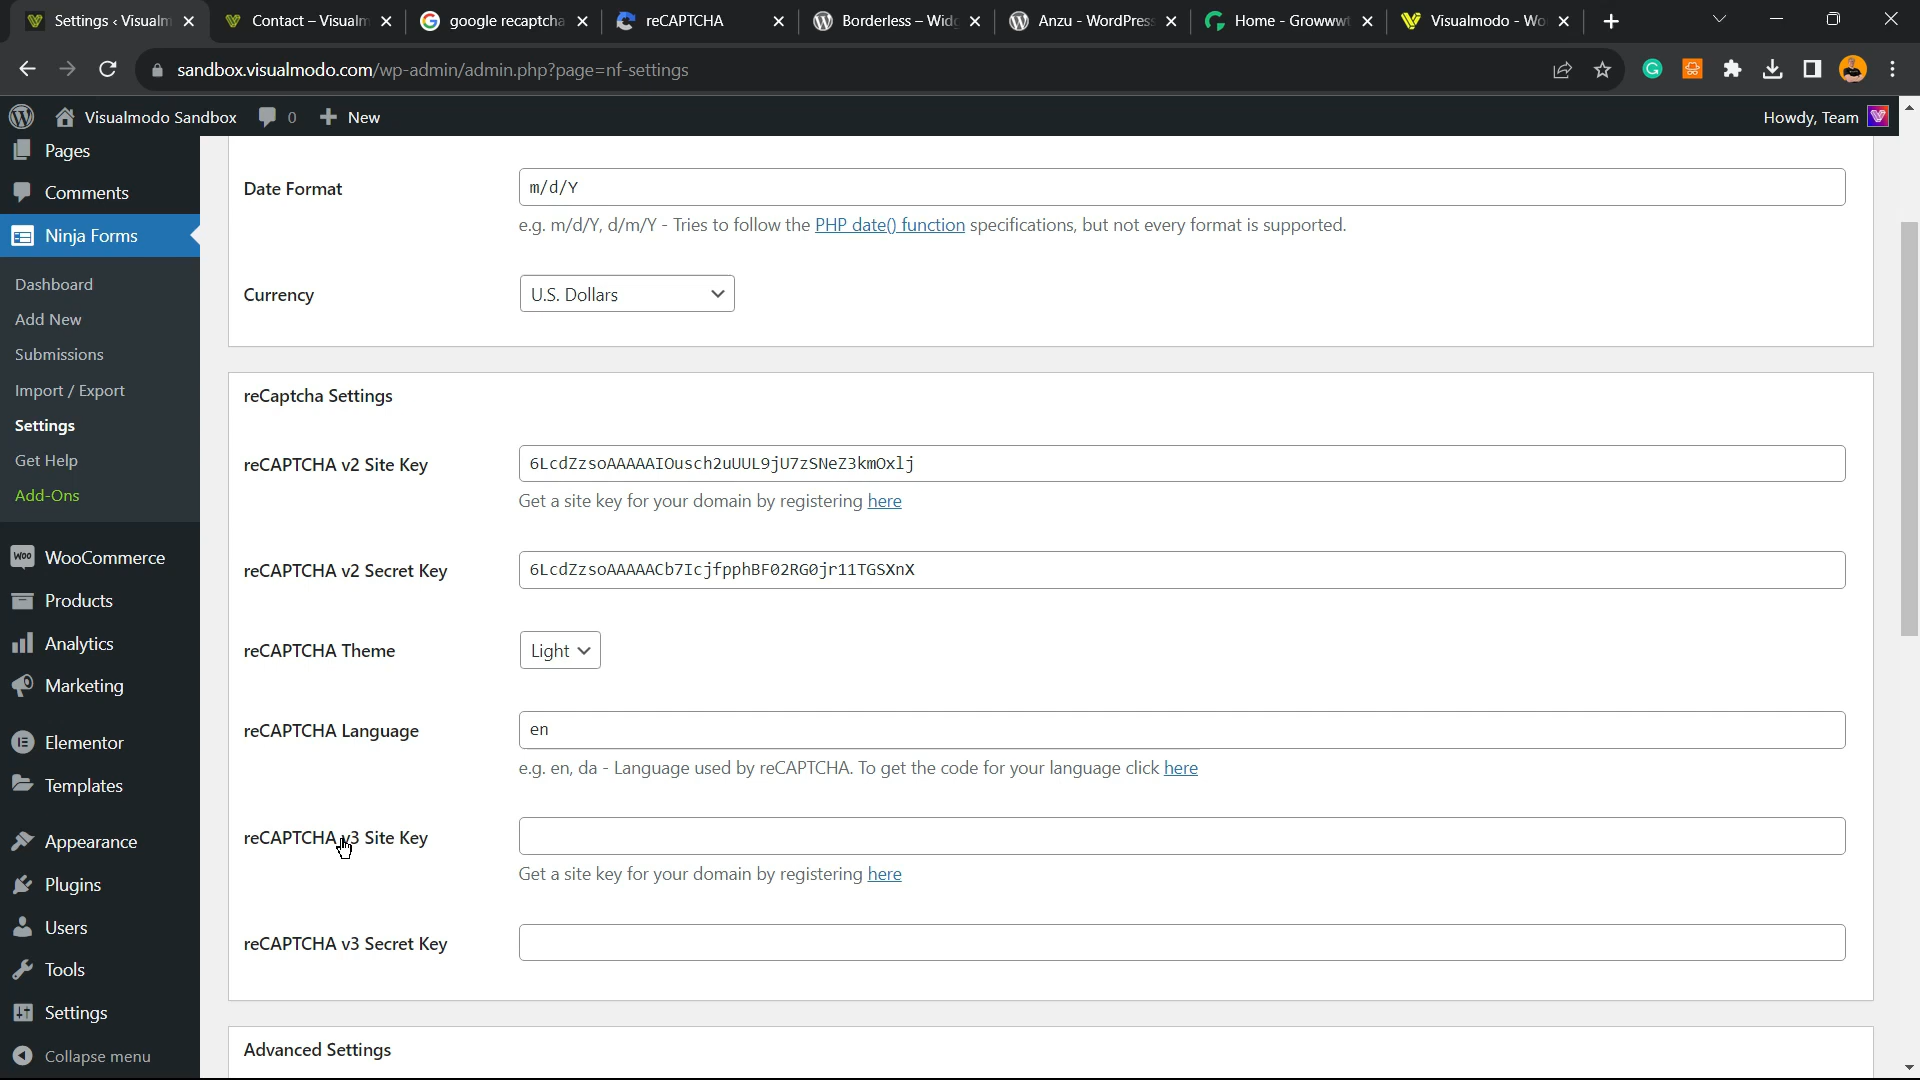 Settings ‹ Visualm
Contact – Visualm
google recaptcha
reCAPTCHA
Borderless – Widg
Anzu - WordPress
Home - Growwwt
Visualmodo - Wo
sandbox.visualmodo.com/wp-admin/admin.php?page=nf-settings
Visualmodo Sandbox
0
New
Howdy, Team
Pages
Comments
Ninja Forms
Dashboard
Add New
Submissions
Import / Export
Settings
Get Help
Add-Ons
WooCommerce
Products
Analytics
Marketing
Elementor
Templates
Appearance
Plugins
Users
Tools
Settings
Collapse menu
Date Format
m/d/Y
e.g. m/d/Y, d/m/Y - Tries to follow the PHP date() function specifications, but not every format is supported.
Currency
U.S. Dollars
reCaptcha Settings
reCAPTCHA v2 Site Key
6LcdZzsoAAAAAIOusch2uUUL9jU7zSNeZ3kmOxlj
Get a site key for your domain by registering here
reCAPTCHA v2 Secret Key
6LcdZzsoAAAAACb7IcjfpphBF02RG0jr11TGSXnX
reCAPTCHA Theme
Light
reCAPTCHA Language
en
e.g. en, da - Language used by reCAPTCHA. To get the code for your language click here
reCAPTCHA v3 Site Key
Get a site key for your domain by registering here
reCAPTCHA v3 Secret Key
Advanced Settings